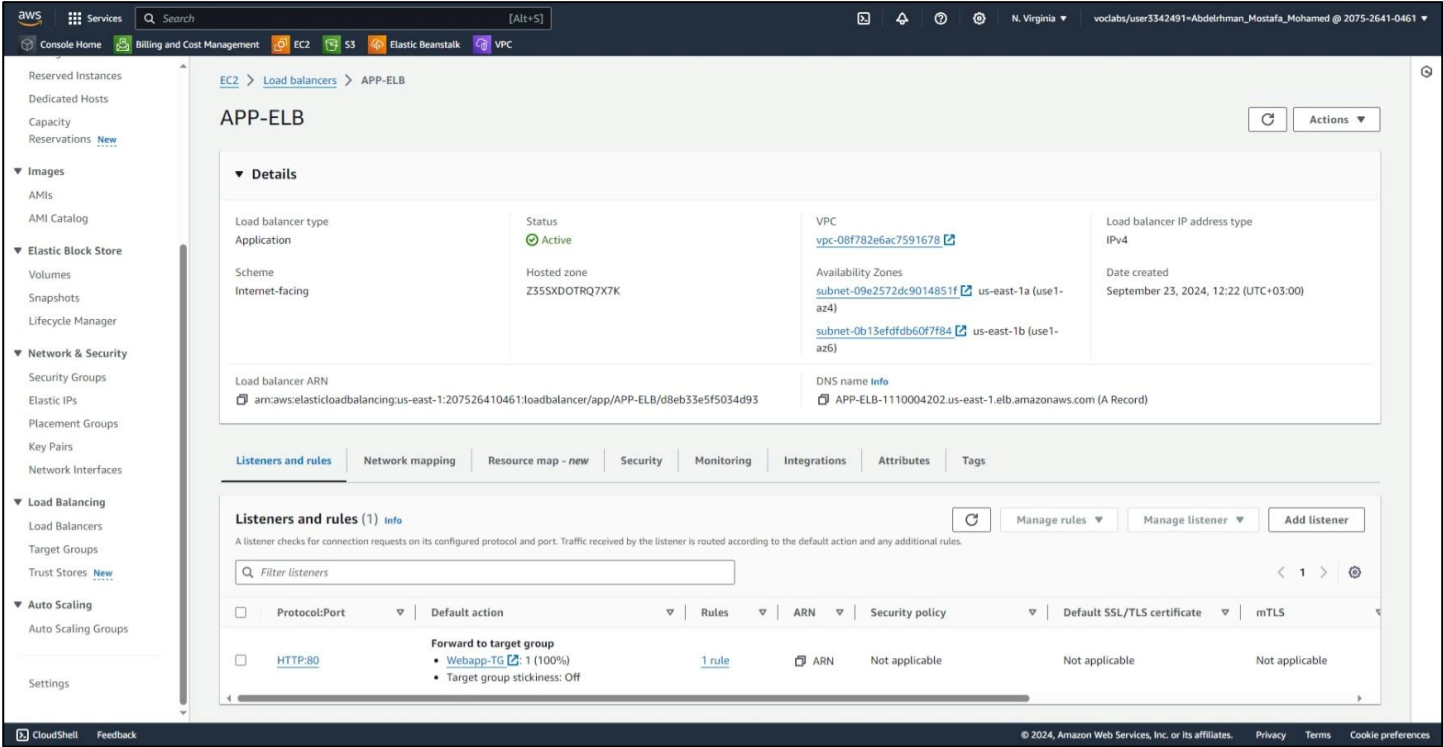 aws
Services
Search
[Alt+S]
N. Virginia
voclabs/user3342491=Abdelrhman_Mostafa_Mohamed @ 2075-2641-0461
Console Home
Billing and Cost Management
EC2
S3
Elastic Beanstalk
VPC
Reserved Instances
Dedicated Hosts
Capacity
Reservations New
Images
AMIs
AMI Catalog
Elastic Block Store
Volumes
Snapshots
Lifecycle Manager
Network & Security
Security Groups
Elastic IPs
Placement Groups
Key Pairs
Network Interfaces
Load Balancing
Load Balancers
Target Groups
Trust Stores New
Auto Scaling
Auto Scaling Groups
Settings
EC2 > Load balancers > APP-ELB
APP-ELB
Actions
Details
Load balancer type
Application
Status
Active
VPC
vpc-08f782e6ac7591678
Load balancer IP address type
IPv4
Scheme
Internet-facing
Hosted zone
Z35SXDOTRQ7X7K
Availability Zones
subnet-09e2572dc9014851f us-east-1a (use1-
az4)
subnet-0b13efdfdb60f7f84 us-east-1b (use1-
az6)
Date created
September 23, 2024, 12:22 (UTC+03:00)
Load balancer ARN
arn:aws:elasticloadbalancing:us-east-1:207526410461:loadbalancer/app/APP-ELB/d8eb33e5f5034d93
DNS name Info
APP-ELB-1110004202.us-east-1.elb.amazonaws.com (A Record)
Listeners and rules
Network mapping
Resource map - new
Security
Monitoring
Integrations
Attributes
Tags
Listeners and rules (1) Info
Manage rules
Manage listener
Add listener
A listener checks for connection requests on its configured protocol and port. Traffic received by the listener is routed according to the default action and any additional rules.
Filter listeners
1
Protocol:Port
Default action
Rules
ARN
Security policy
Default SSL/TLS certificate
mTLS
HTTP:80
Forward to target group
• Webapp-TG: 1 (100%)
• Target group stickiness: Off
1 rule
ARN
Not applicable
Not applicable
Not applicable
CloudShell
Feedback
© 2024, Amazon Web Services, Inc. or its affiliates.
Privacy
Terms
Cookie preferences